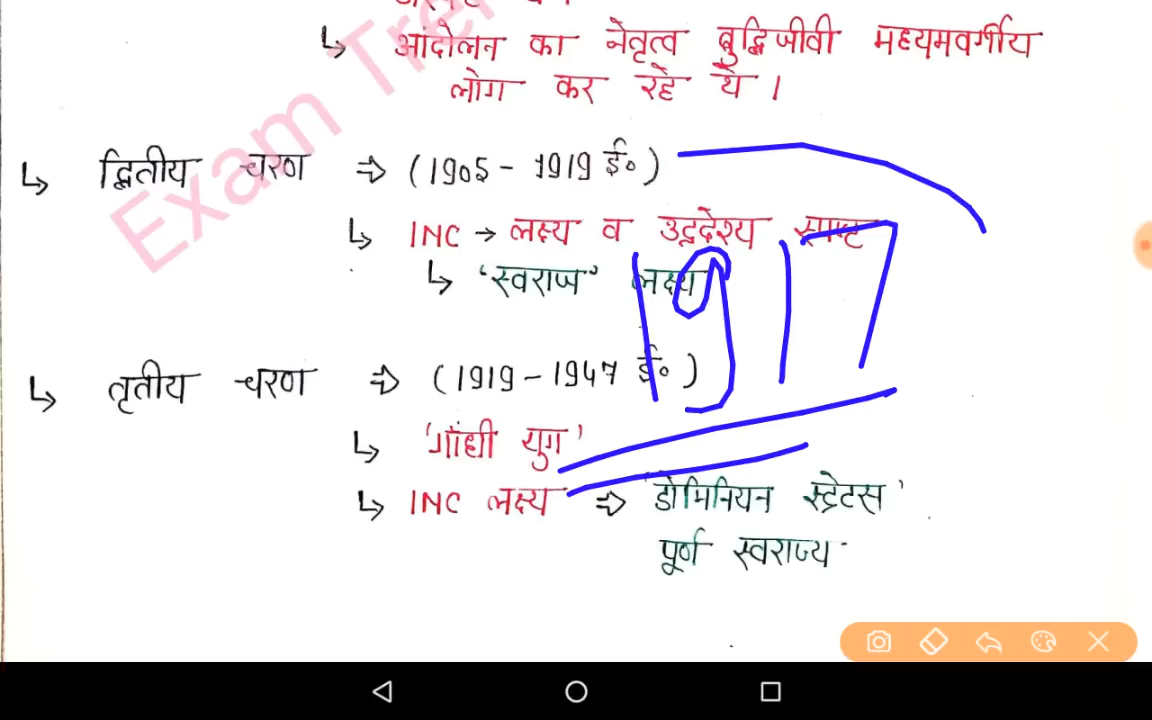 ↳ आंदोलन का नेवृत्व बुद्धिजीवी मध्यमवर्गीय
लोग कर रहे थे ।
↳ द्वितीय चरण ⇒ (1905 - 1919 ई०)
↳ INC → लक्ष्य व उद्देश्य स्पष्ट
↳ 'स्वराज" लक्ष्य
1917
↳ तृतीय चरण ⇒ (1919 - 1947 ई०)
↳ 'गाँधी युग'
↳ INC लक्ष्य ⇒ 'डोमिनियन स्टेटस'
पूर्ण स्वराज्य
Exam